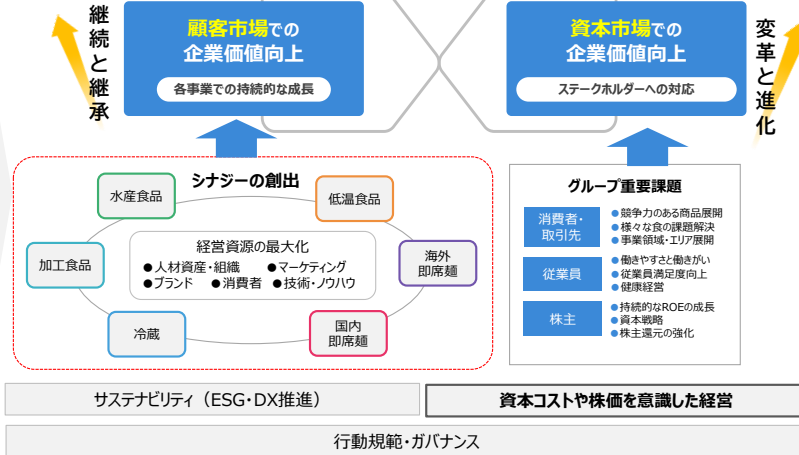 継続と継承
顧客市場での
企業価値向上
各事業での持続的な成長
資本市場での
企業価値向上
ステークホルダーへの対応
変革と進化
シナジーの創出
水産食品
低温食品
加工食品
海外
即席麺
冷蔵
国内
即席麺
経営資源の最大化
●人材資産・組織 ●マーケティング
●ブランド ●消費者 ●技術・ノウハウ
グループ重要課題
消費者・
取引先
●競争力のある商品展開
●様々な食の課題解決
●事業領域・エリア展開
従業員
●働きやすさと働きがい
●従業員満足度向上
●健康経営
株主
●持続的なROEの成長
●資本戦略
●株主還元の強化
サステナビリティ（ESG・DX推進）
資本コストや株価を意識した経営
行動規範・ガバナンス